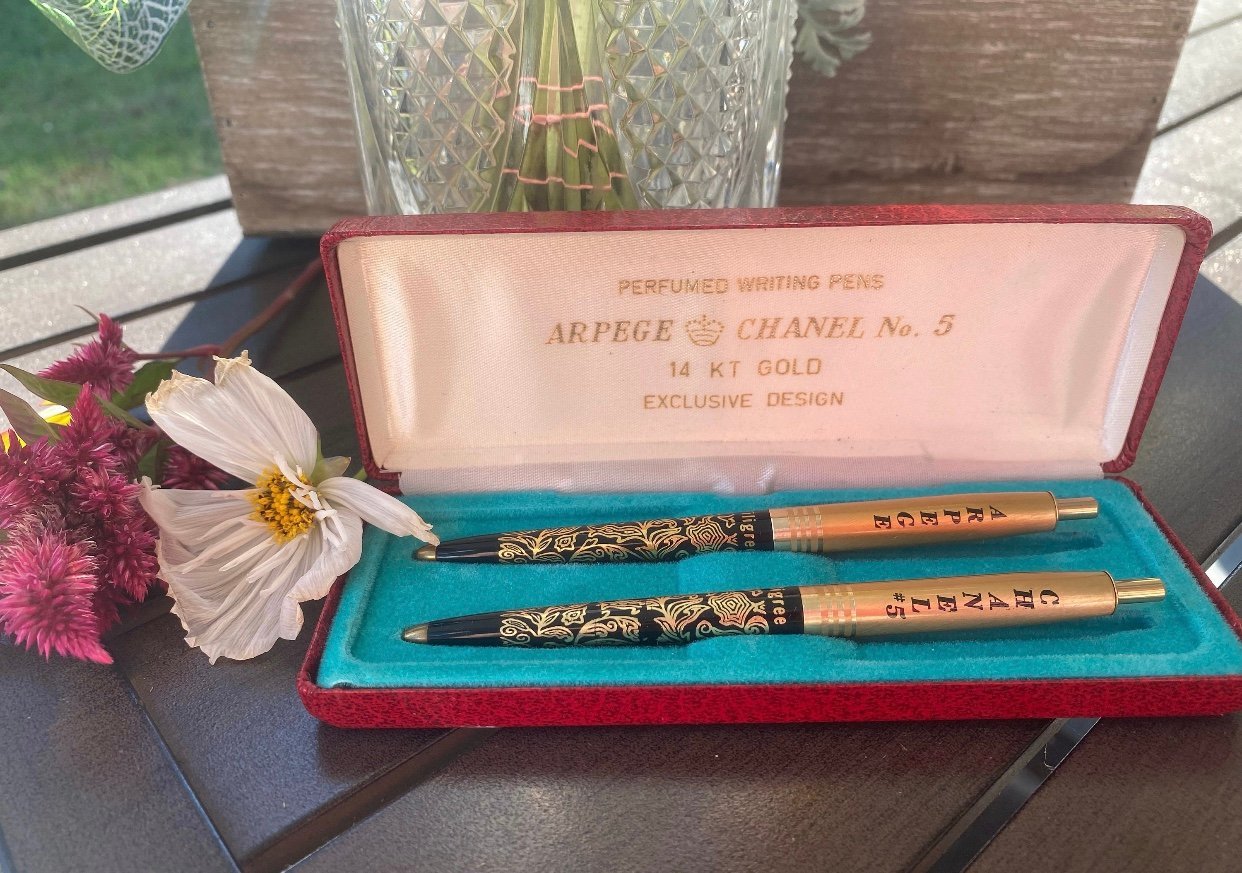 PERFUMED WRITING PENS
ARPEGE CHANEL No. 5
14 KT GOLD
EXCLUSIVE DESIGN
ARPEGE
CHANEL
#5